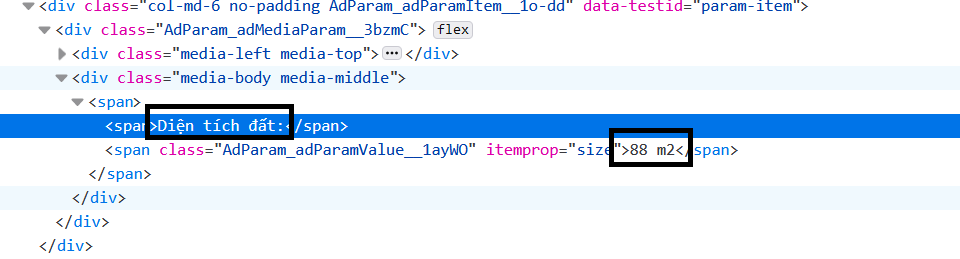 <div class="col-md-6 no-padding AdParam_adParamItem__1o-dd" data-testid="param-item">
<div class="AdParam_adMediaParam__3bzmC"> flex
<div class="media-left media-top">⋯</div>
<div class="media-body media-middle">
<span>
<span>Diện tích đất:</span>
<span class="AdParam_adParamValue__1ayWO" itemprop="size">88 m2</span>
</span>
</div>
</div>
</div>